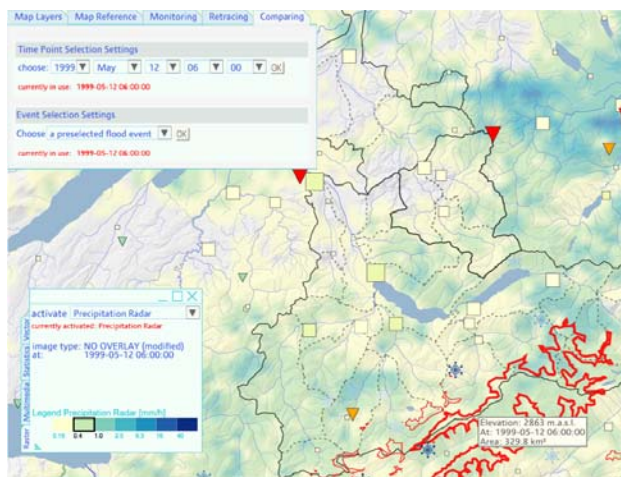 Map Layers Map Reference Monitoring Retracing Comparing
Time Point Selection Settings
choose: 1999 May 12 06 00 OK
currently in use: 1999-05-12 06:00:00
Event Selection Settings
Choose a preselected flood event OK
currently in use: 1999-05-12 06:00:00
activate Precipitation Radar
currently activated: Precipitation Radar
image type: NO OVERLAY (modified)
at: 1999-05-12 06:00:00
Raster Multimedia Statistics Vector
Legend Precipitation Radar [mm/h]
0.16 0.4 1.0 2.5 6.3 16 40
Elevation: 2863 m.a.s.l.
At: 1999-05-12 06:00:00
Area: 329.8 km²